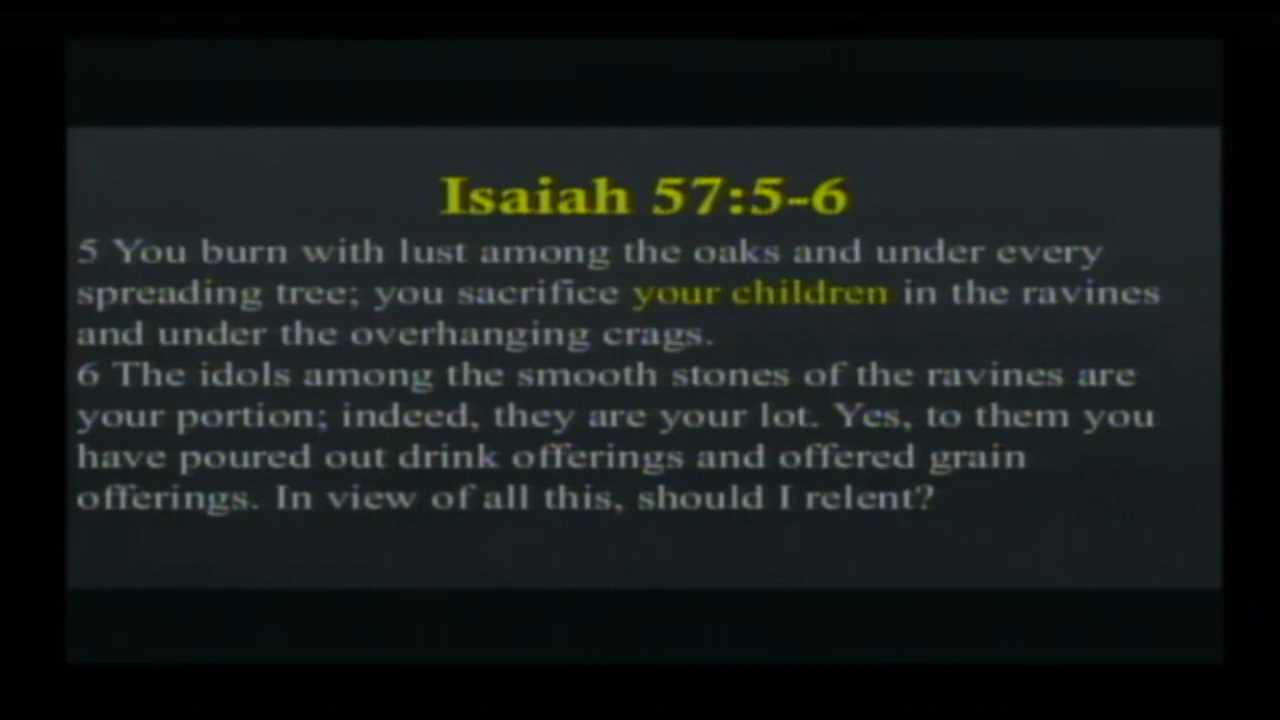 Isaiah 57:5-6
5 You burn with lust among the oaks and under every
spreading tree; you sacrifice your children in the ravines
and under the overhanging crags.
6 The idols among the smooth stones of the ravines are
your portion; indeed, they are your lot. Yes, to them you
have poured out drink offerings and offered grain
offerings. In view of all this, should I relent?